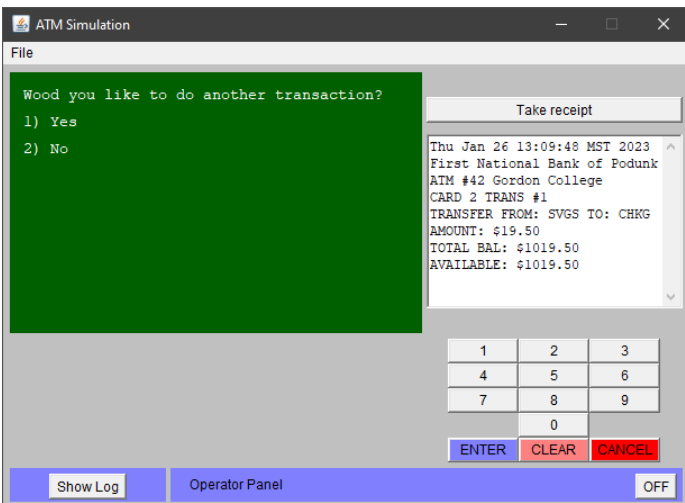 ATM Simulation
File
Wood you like to do another transaction?
1) Yes
2) No
Take receipt
Thu Jan 26 13:09:48 MST 2023
First National Bank of Podunk
ATM #42 Gordon College
CARD 2 TRANS #1
TRANSFER FROM: SVGS TO: CHKG
AMOUNT: $19.50
TOTAL BAL: $1019.50
AVAILABLE: $1019.50
1 2 3
4 5 6
7 8 9
0
ENTER CLEAR CANCEL
Show Log Operator Panel OFF